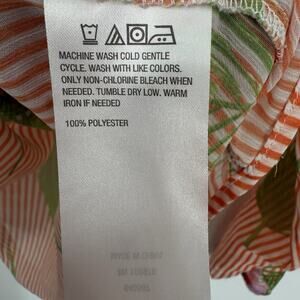 MACHINE WASH COLD GENTLE
CYCLE. WASH WITH LIKE COLORS.
ONLY NON-CHLORINE BLEACH WHEN
NEEDED. TUMBLE DRY LOW. WARM
IRON IF NEEDED
100% POLYESTER